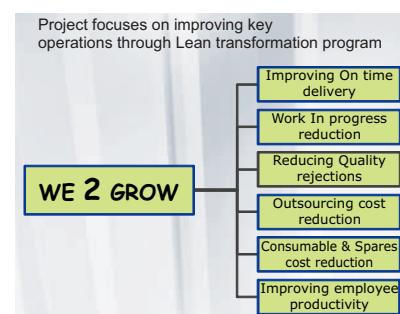 Project focuses on improving key
operations through Lean transformation program
Improving On time
delivery
Work In progress
reduction
Reducing Quality
rejections
WE 2 GROW
Outsourcing cost
reduction
Consumable & Spares
cost reduction
Improving employee
productivity